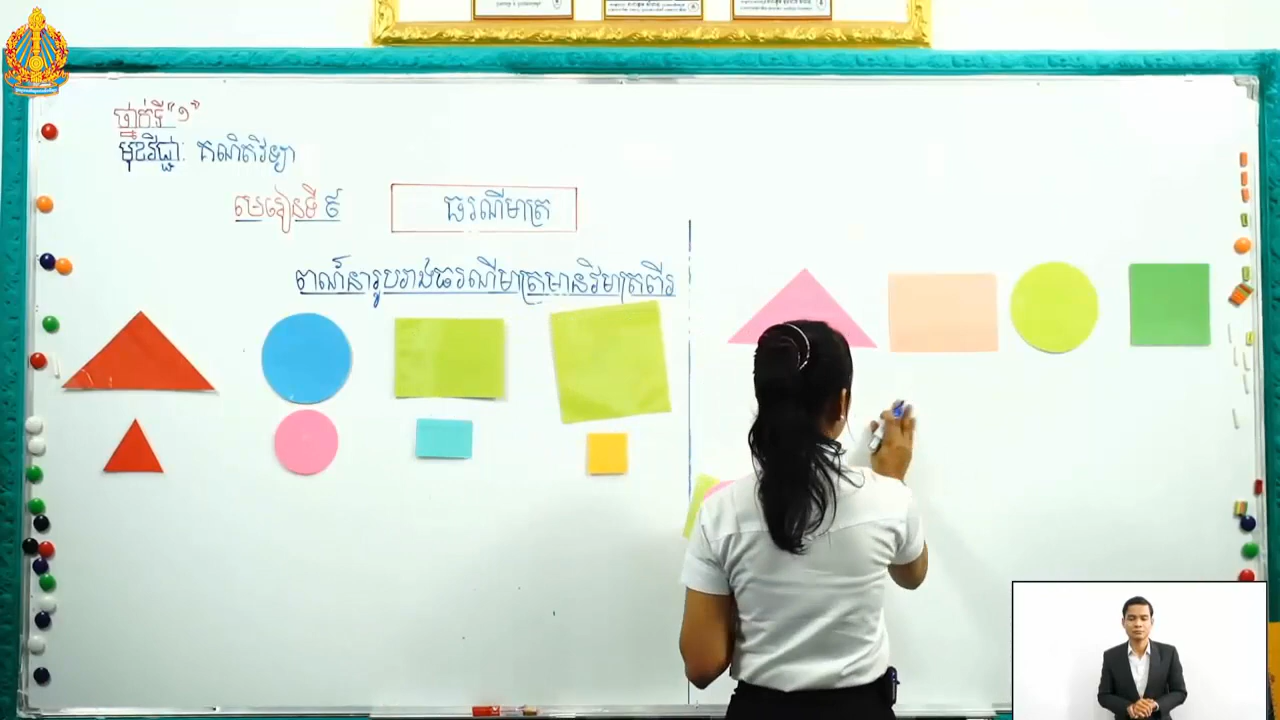 ថ្នាក់ទី "១"
មុខវិជ្ជា: គណិតវិទ្យា
មេរៀនទី ៩ ធរណីមាត្រ
ពណ៌នារូបរាងធរណីមាត្រមានវិមាត្រពីរ